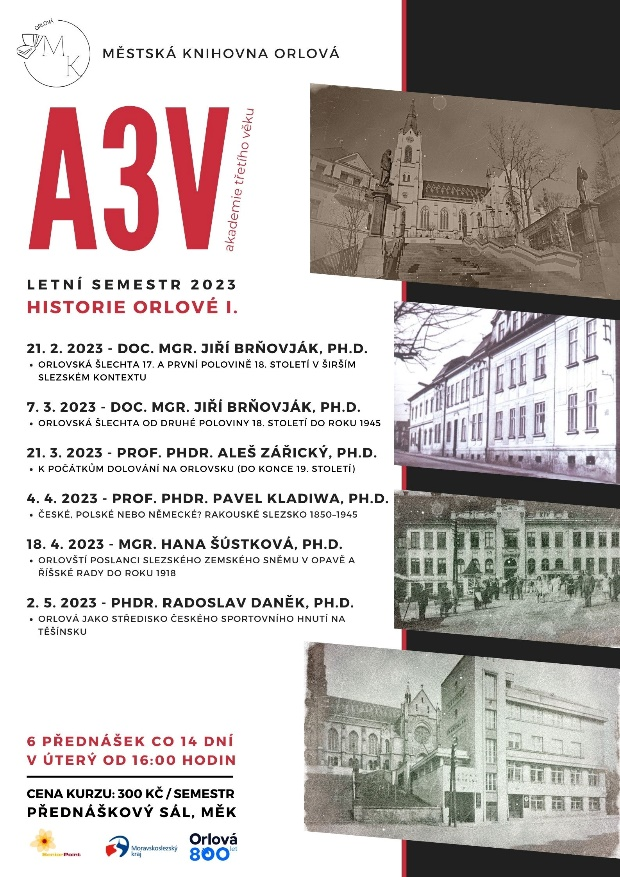 ORLOVÁ
MK
MĚSTSKÁ KNIHOVNA ORLOVÁ
A3V
akademie třetího věku
LETNÍ SEMESTR 2023
HISTORIE ORLOVÉ I.
21. 2. 2023 - DOC. MGR. JIŘÍ BRŇOVJÁK, PH.D.
• ORLOVSKÁ ŠLECHTA 17. A PRVNÍ POLOVINĚ 18. STOLETÍ V ŠIRŠÍM
SLEZSKÉM KONTEXTU
7. 3. 2023 - DOC. MGR. JIŘÍ BRŇOVJÁK, PH.D.
• ORLOVSKÁ ŠLECHTA OD DRUHÉ POLOVINY 18. STOLETÍ DO ROKU 1945
21. 3. 2023 - PROF. PHDR. ALEŠ ZÁŘICKÝ, PH.D.
• K POČÁTKŮM DOLOVÁNÍ NA ORLOVSKU (DO KONCE 19. STOLETÍ)
4. 4. 2023 - PROF. PHDR. PAVEL KLADIWA, PH.D.
• ČESKÉ, POLSKÉ NEBO NĚMECKÉ? RAKOUSKÉ SLEZSKO 1850–1945
18. 4. 2023 - MGR. HANA ŠÚSTKOVÁ, PH.D.
• ORLOVŠTÍ POSLANCI SLEZSKÉHO ZEMSKÉHO SNĚMU V OPAVĚ A
ŘÍŠSKÉ RADY DO ROKU 1918
2. 5. 2023 - PHDR. RADOSLAV DANĚK, PH.D.
• ORLOVÁ JAKO STŘEDISKO ČESKÉHO SPORTOVNÍHO HNUTÍ NA
TĚŠÍNSKU
6 PŘEDNÁŠEK CO 14 DNÍ
V ÚTERÝ OD 16:00 HODIN
CENA KURZU: 300 KČ / SEMESTR
PŘEDNÁŠKOVÝ SÁL, MĚK
SeniorPoint
Moravskoslezský
kraj
Orlová
800 let